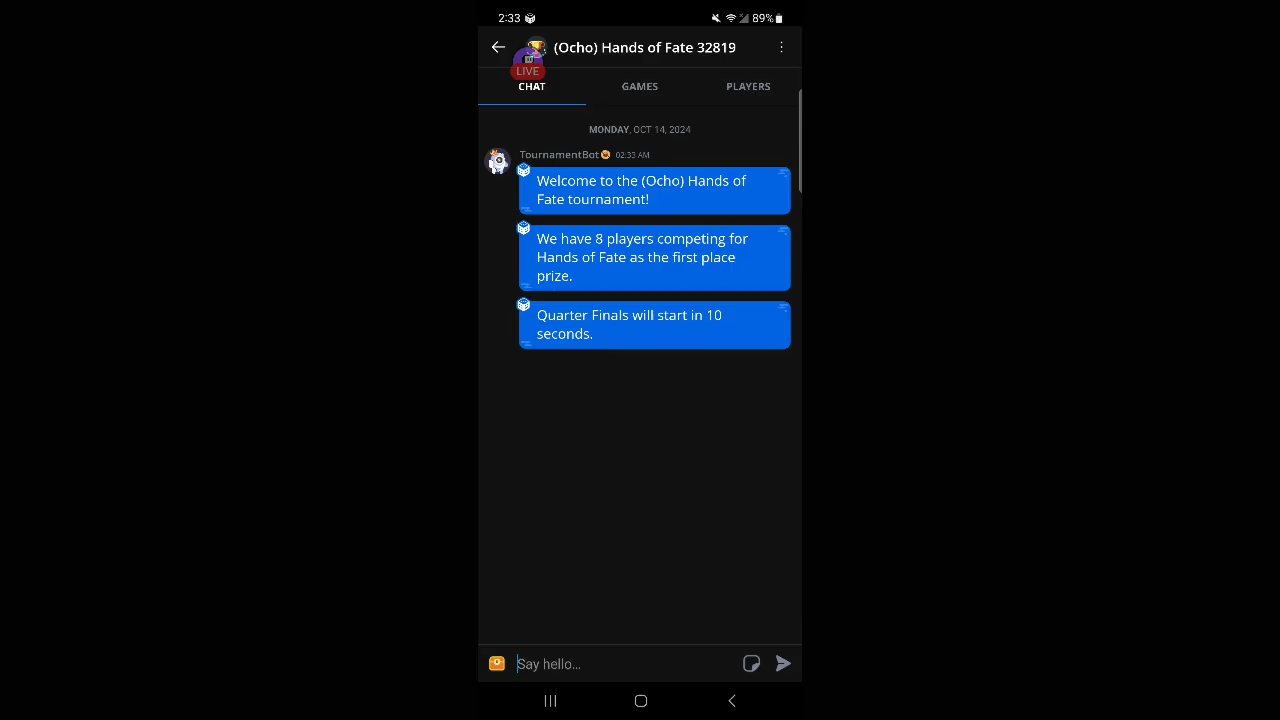 2:33
89%
(Ocho) Hands of Fate 32819
LIVE
CHAT
GAMES
PLAYERS
MONDAY, OCT 14, 2024
TournamentBot 02:33 AM
Welcome to the (Ocho) Hands of
Fate tournament!
We have 8 players competing for
Hands of Fate as the first place
prize.
Quarter Finals will start in 10
seconds.
Say hello...